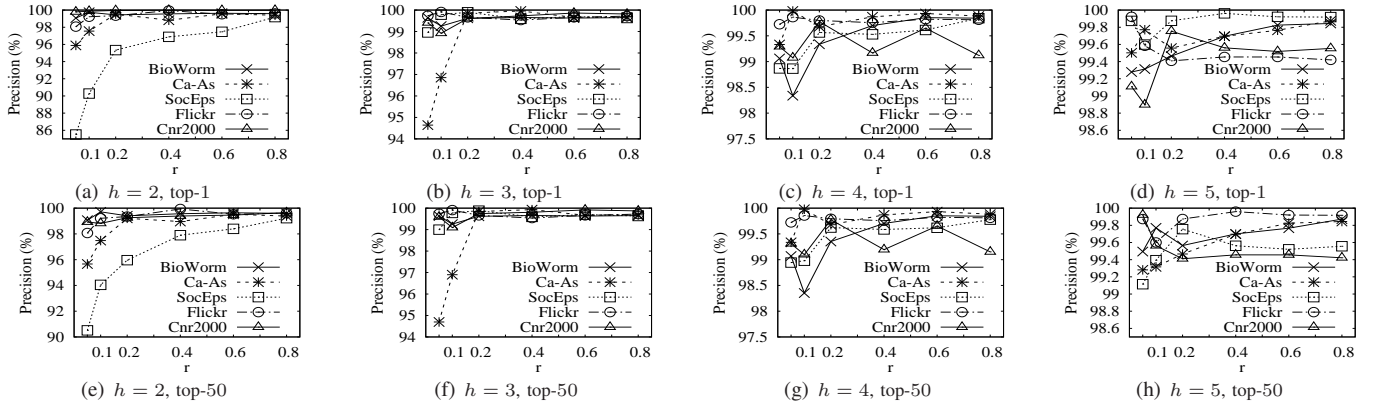 Precision (%)
100
98
96
94
92
90
88
86
BioWorm
Ca-As
SocEps
Flickr
Cnr2000
0.1 0.2 0.4 0.6 0.8
r
(a) h = 2, top-1
Precision (%)
100
99
98
97
96
95
94
BioWorm
Ca-As
SocEps
Flickr
Cnr2000
0.1 0.2 0.4 0.6 0.8
r
(b) h = 3, top-1
Precision (%)
100
99.5
99
98.5
98
97.5
BioWorm
Ca-As
SocEps
Flickr
Cnr2000
0.1 0.2 0.4 0.6 0.8
r
(c) h = 4, top-1
Precision (%)
100
99.8
99.6
99.4
99.2
99
98.8
98.6
BioWorm
Ca-As
SocEps
Flickr
Cnr2000
0.1 0.2 0.4 0.6 0.8
r
(d) h = 5, top-1
Precision (%)
100
98
96
94
92
90
BioWorm
Ca-As
SocEps
Flickr
Cnr2000
0.1 0.2 0.4 0.6 0.8
r
(e) h = 2, top-50
Precision (%)
100
99
98
97
96
95
94
BioWorm
Ca-As
SocEps
Flickr
Cnr2000
0.1 0.2 0.4 0.6 0.8
r
(f) h = 3, top-50
Precision (%)
100
99.5
99
98.5
98
97.5
BioWorm
Ca-As
SocEps
Flickr
Cnr2000
0.1 0.2 0.4 0.6 0.8
r
(g) h = 4, top-50
Precision (%)
100
99.8
99.6
99.4
99.2
99
98.8
98.6
BioWorm
Ca-As
SocEps
Flickr
Cnr2000
0.1 0.2 0.4 0.6 0.8
r
(h) h = 5, top-50